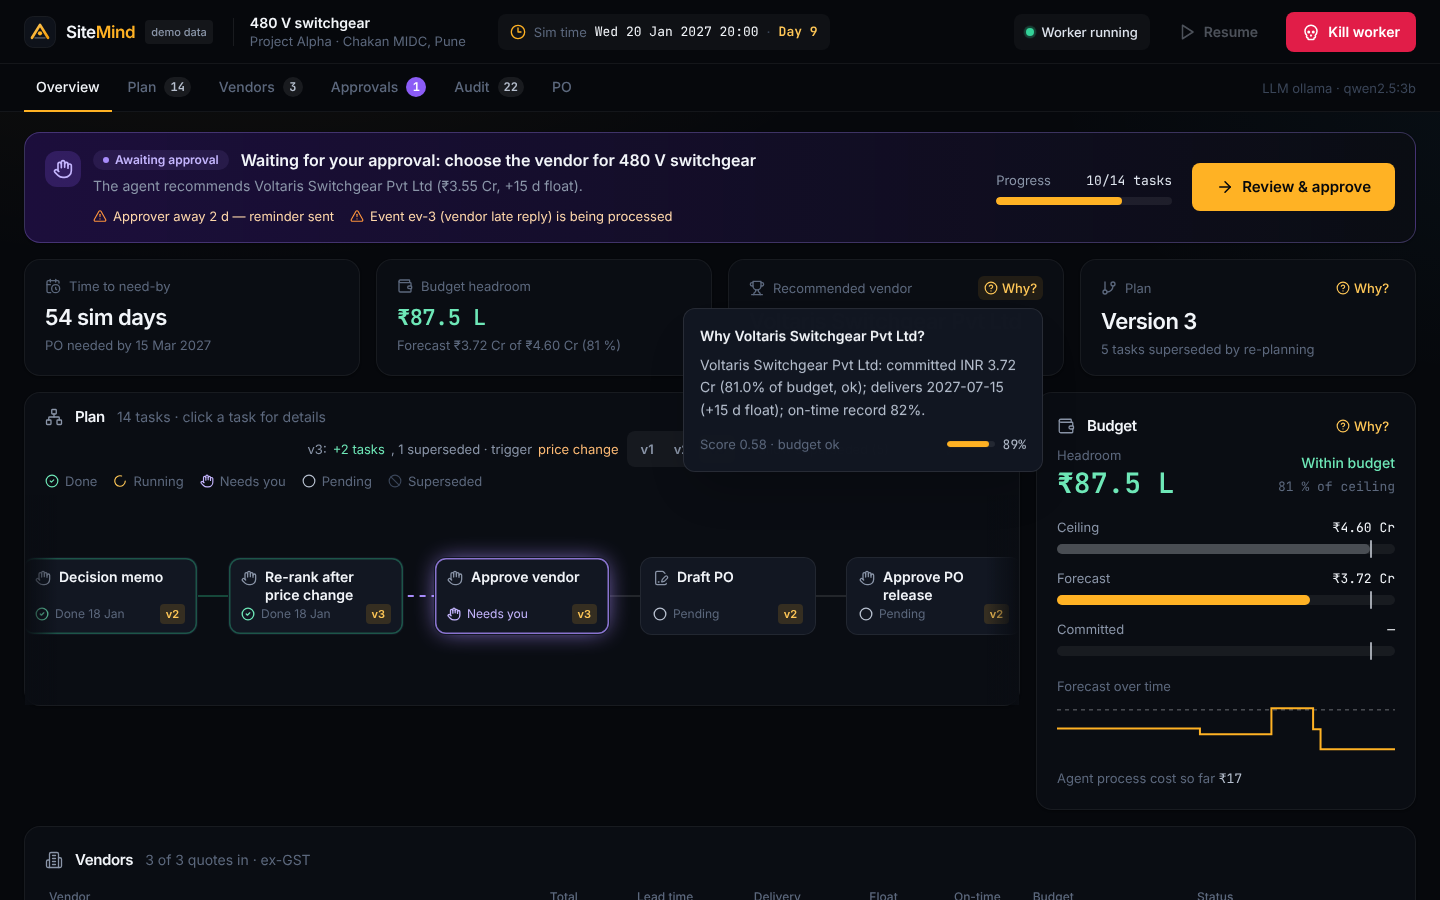 SiteMind demo data
480 V switchgear
Project Alpha · Chakan MIDC, Pune
Sim time Wed 20 Jan 2027 20:00 · Day 9
Worker running
Resume
Kill worker
Overview
Plan 14
Vendors 3
Approvals 1
Audit 22
PO
LLM ollama · qwen2.5:3b
Awaiting approval
Waiting for your approval: choose the vendor for 480 V switchgear
The agent recommends Voltaris Switchgear Pvt Ltd (₹3.55 Cr, +15 d float).
Approver away 2 d — reminder sent
Event ev-3 (vendor late reply) is being processed
Progress 10/14 tasks
Review & approve
Time to need-by
54 sim days
PO needed by 15 Mar 2027
Budget headroom
₹87.5 L
Forecast ₹3.72 Cr of ₹4.60 Cr (81 %)
Recommended vendor
Why?
Plan
Why?
Version 3
5 tasks superseded by re-planning
Why Voltaris Switchgear Pvt Ltd?
Voltaris Switchgear Pvt Ltd: committed INR 3.72
Cr (81.0% of budget, ok); delivers 2027-07-15
(+15 d float); on-time record 82%.
Score 0.58 · budget ok
89%
Plan 14 tasks · click a task for details
v3: +2 tasks , 1 superseded · trigger price change
v1
Done
Running
Needs you
Pending
Superseded
Decision memo
Done 18 Jan
v2
Re-rank after
price change
Done 18 Jan
v3
Approve vendor
Needs you
v3
Draft PO
Pending
v2
Approve PO
release
Pending
v2
Budget
Why?
Headroom
₹87.5 L
Within budget
81 % of ceiling
Ceiling ₹4.60 Cr
Forecast ₹3.72 Cr
Committed –
Forecast over time
Agent process cost so far ₹17
Vendors 3 of 3 quotes in · ex-GST
Vendor Total Lead time Delivery Float On-time Budget Status